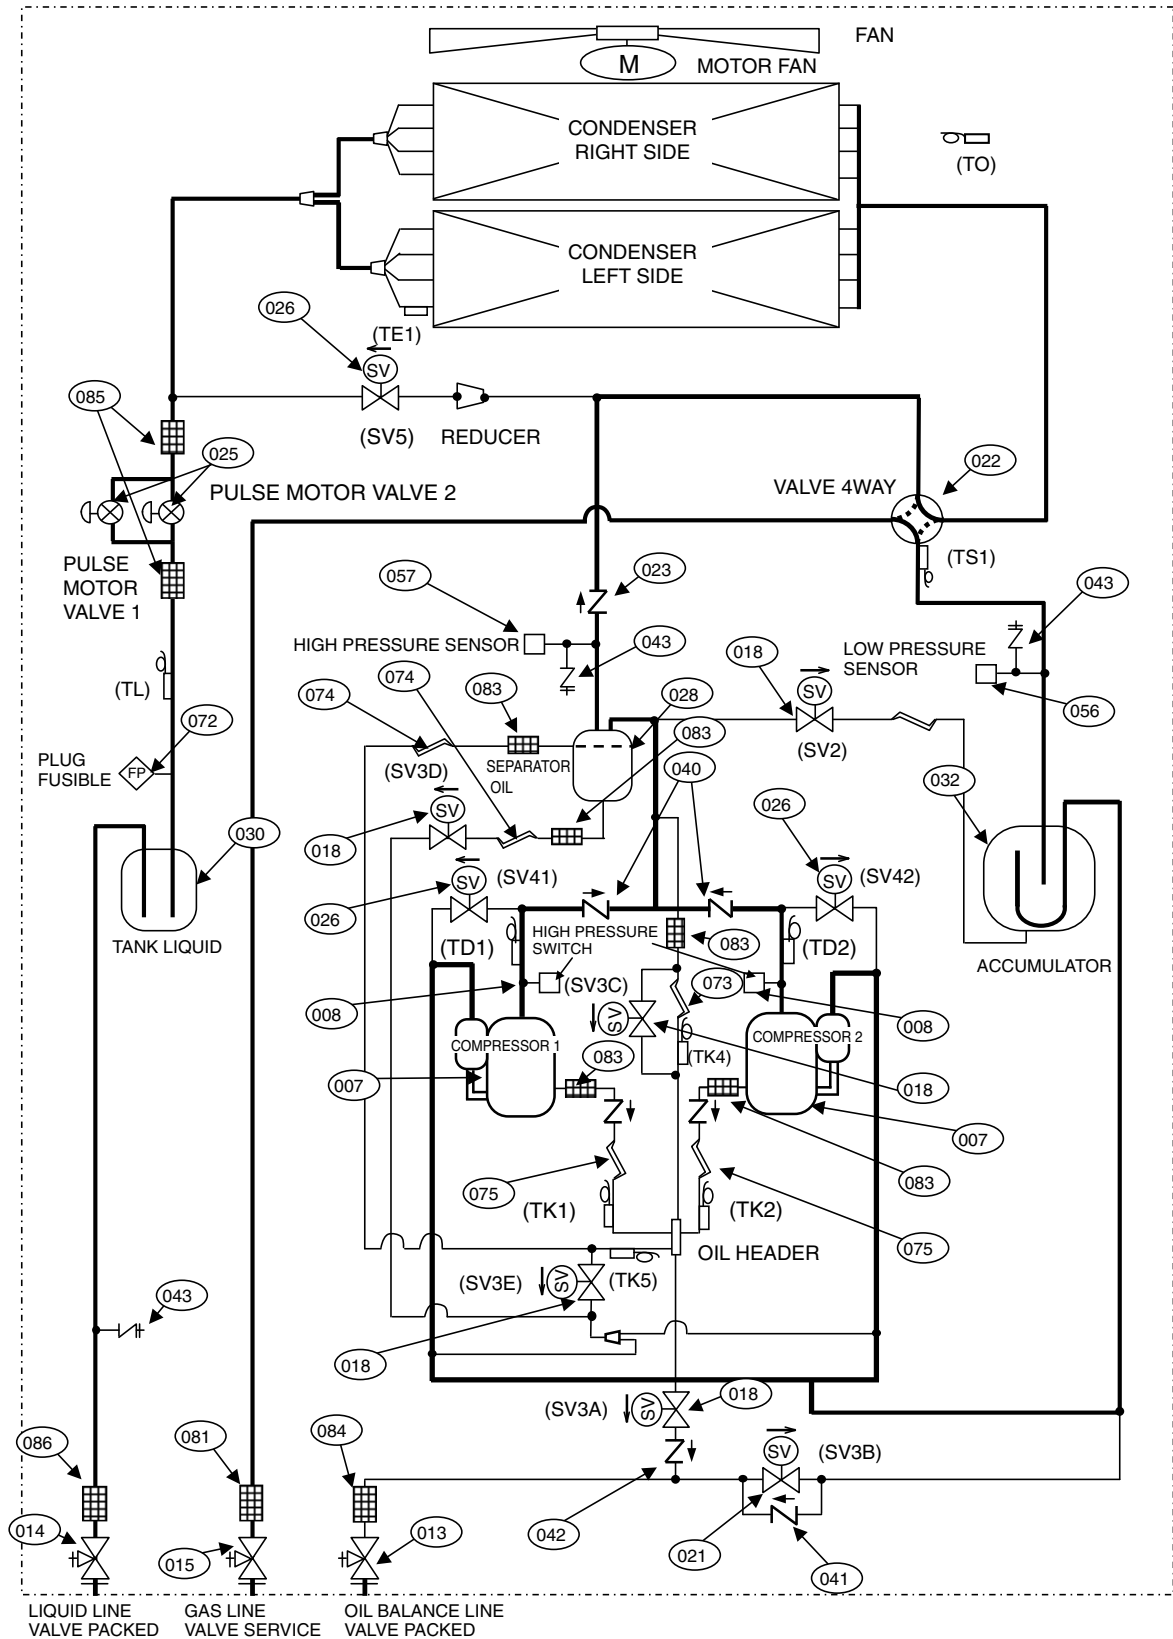 FAN
M
MOTOR FAN
CONDENSER
RIGHT SIDE
(TO)
CONDENSER
LEFT SIDE
026
(TE1)
SV
085
(SV5)
REDUCER
025
PULSE MOTOR VALVE 2
VALVE 4WAY
022
PULSE
MOTOR
VALVE 1
057
023
(TS1)
043
HIGH PRESSURE SENSOR
043
018
LOW PRESSURE
SENSOR
(TL)
074
074
083
028
SV
056
072
083
(SV2)
PLUG
FUSIBLE
FP
(SV3D)
SEPARATOR
OIL
040
032
SV
026
030
018
(SV41)
SV
SV
(SV42)
026
TANK LIQUID
(TD1)
HIGH PRESSURE
SWITCH
083
(TD2)
ACCUMULATOR
008
(SV3C)
073
008
SV
COMPRESSOR 1
COMPRESSOR 2
083
(TK4)
007
018
007
075
083
(TK1)
(TK2)
075
OIL HEADER
(SV3E)
SV
(TK5)
043
018
018
(SV3A)
SV
086
081
084
SV
(SV3B)
014
015
013
042
021
041
LIQUID LINE
VALVE PACKED
GAS LINE
VALVE SERVICE
OIL BALANCE LINE
VALVE PACKED